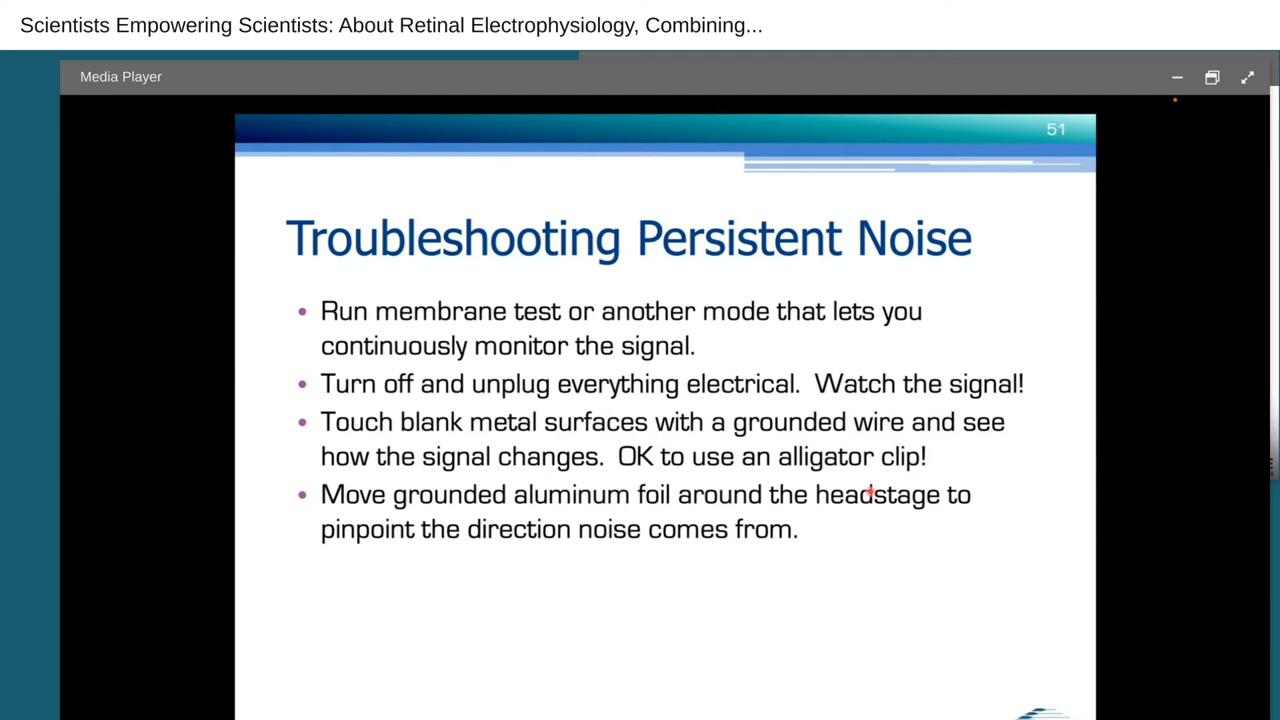 Scientists Empowering Scientists: About Retinal Electrophysiology, Combining...
Media Player
51
Troubleshooting Persistent Noise
• Run membrane test or another mode that lets you
continuously monitor the signal.
• Turn off and unplug everything electrical. Watch the signal!
• Touch blank metal surfaces with a grounded wire and see
how the signal changes. OK to use an alligator clip!
• Move grounded aluminum foil around the headstage to
pinpoint the direction noise comes from.